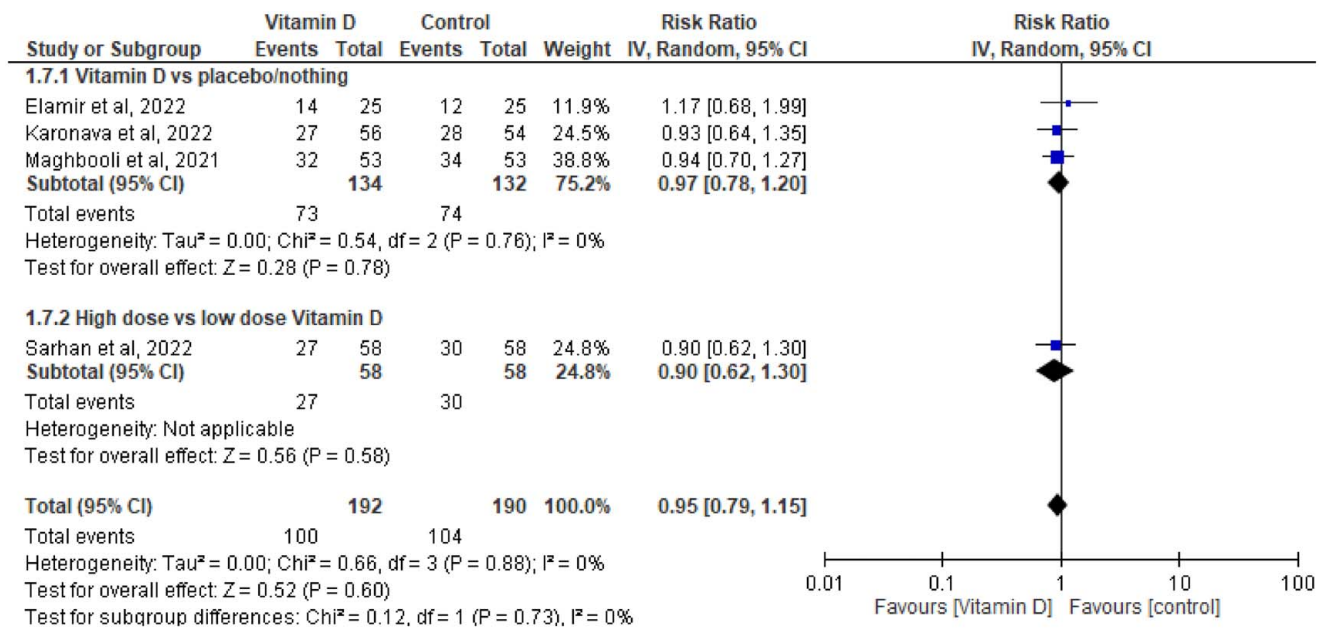 Vitamin D Control Risk Ratio Risk Ratio
Study or Subgroup Events Total Events Total Weight IV, Random, 95% CI IV, Random, 95% CI
1.7.1 Vitamin D vs placebo/nothing
Elamir et al, 2022 14 25 12 25 11.9% 1.17 [0.68, 1.99]
Karonava et al, 2022 27 56 28 54 24.5% 0.93 [0.64, 1.35]
Maghbooli et al, 2021 32 53 34 53 38.8% 0.94 [0.70, 1.27]
Subtotal (95% CI) 134 132 75.2% 0.97 [0.78, 1.20]
Total events 73 74
Heterogeneity: Tau² = 0.00; Chi² = 0.54, df = 2 (P = 0.76); I² = 0%
Test for overall effect: Z = 0.28 (P = 0.78)
1.7.2 High dose vs low dose Vitamin D
Sarhan et al, 2022 27 58 30 58 24.8% 0.90 [0.62, 1.30]
Subtotal (95% CI) 58 58 24.8% 0.90 [0.62, 1.30]
Total events 27 30
Heterogeneity: Not applicable
Test for overall effect: Z = 0.56 (P = 0.58)
Total (95% CI) 192 190 100.0% 0.95 [0.79, 1.15]
Total events 100 104
Heterogeneity: Tau² = 0.00; Chi² = 0.66, df = 3 (P = 0.88); I² = 0%
Test for overall effect: Z = 0.52 (P = 0.60)
Test for subgroup differences: Chi² = 0.12, df = 1 (P = 0.73), I² = 0%
0.01 0.1 1 10 100
Favours [Vitamin D] Favours [control]